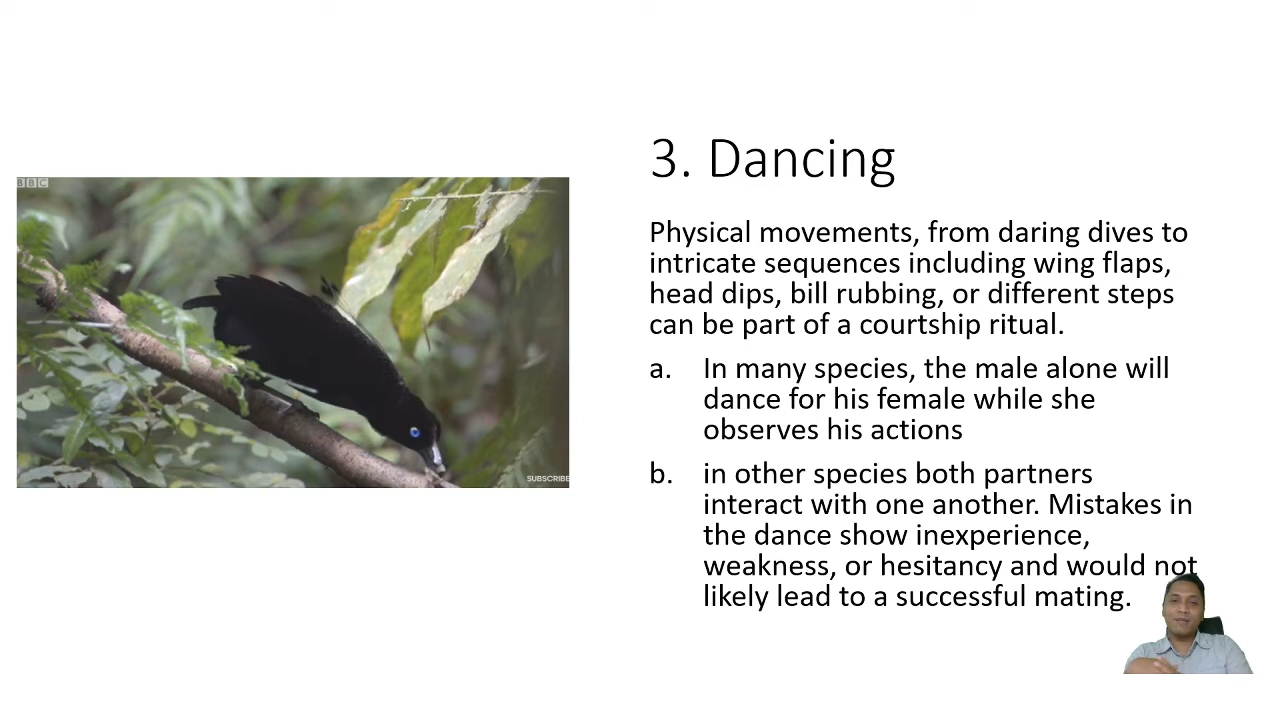 BBC
SUBSCRIBE
3. Dancing
Physical movements, from daring dives to
intricate sequences including wing flaps,
head dips, bill rubbing, or different steps
can be part of a courtship ritual.
a. In many species, the male alone will
dance for his female while she
observes his actions
b. in other species both partners
interact with one another. Mistakes in
the dance show inexperience,
weakness, or hesitancy and would not
likely lead to a successful mating.